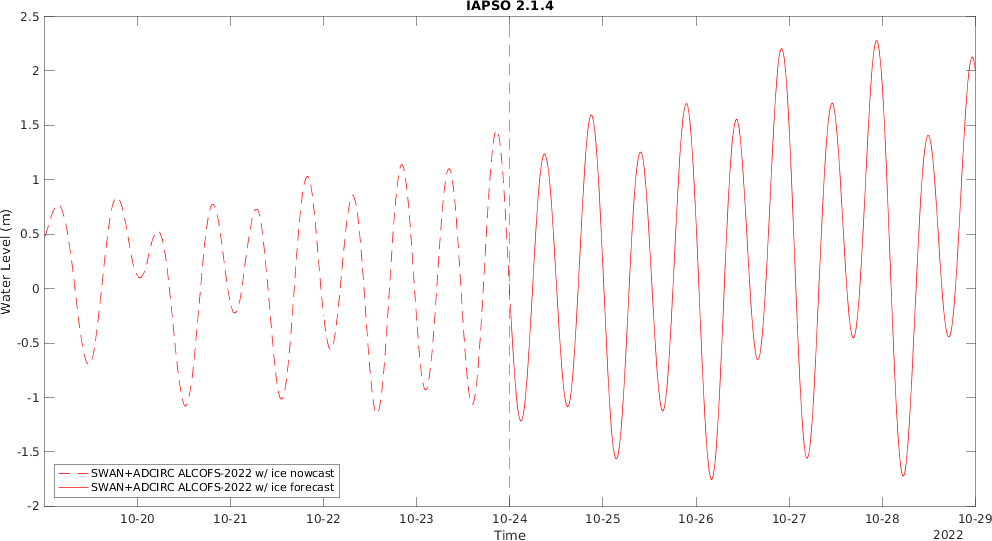 IAPSO 2.1.4
2.5
2
1.5
1
0.5
0
-0.5
-1
-1.5
-2
Water Level (m)
SWAN+ADCIRC ALCOFS-2022 w/ ice nowcast
SWAN+ADCIRC ALCOFS-2022 w/ ice forecast
10-20 10-21 10-22 10-23 10-24 10-25 10-26 10-27 10-28 10-29
Time
2022